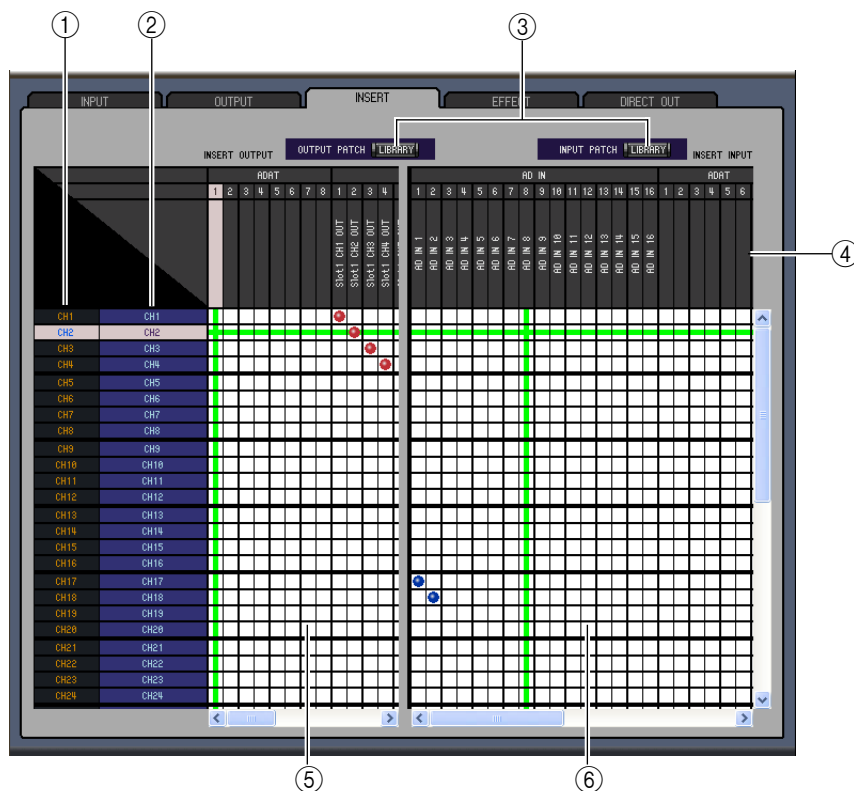 ① ② ③
INPUT OUTPUT INSERT EFFECT DIRECT OUT
INSERT OUTPUT OUTPUT PATCH LIBRARY INPUT PATCH LIBRARY INSERT INPUT
ADAT AD IN ADAT
1 2 3 4 5 6 7 8 1 2 3 4 1 2 3 4 5 6 7 8 9 10 11 12 13 14 15 16 1 2 3 4 5 6
Slot1 CH1 OUT
Slot1 CH2 OUT
Slot1 CH3 OUT
Slot1 CH4 OUT
AD IN 1
AD IN 2
AD IN 3
AD IN 4
AD IN 5
AD IN 6
AD IN 7
AD IN 8
AD IN 9
AD IN 10
AD IN 11
AD IN 12
AD IN 13
AD IN 14
AD IN 15
AD IN 16
④
CH1 CH1
CH2 CH2
CH3 CH3
CH4 CH4
CH5 CH5
CH6 CH6
CH7 CH7
CH8 CH8
CH9 CH9
CH10 CH10
CH11 CH11
CH12 CH12
CH13 CH13
CH14 CH14
CH15 CH15
CH16 CH16
CH17 CH17
CH18 CH18
CH19 CH19
CH20 CH20
CH21 CH21
CH22 CH22
CH23 CH23
CH24 CH24
⑤ ⑥